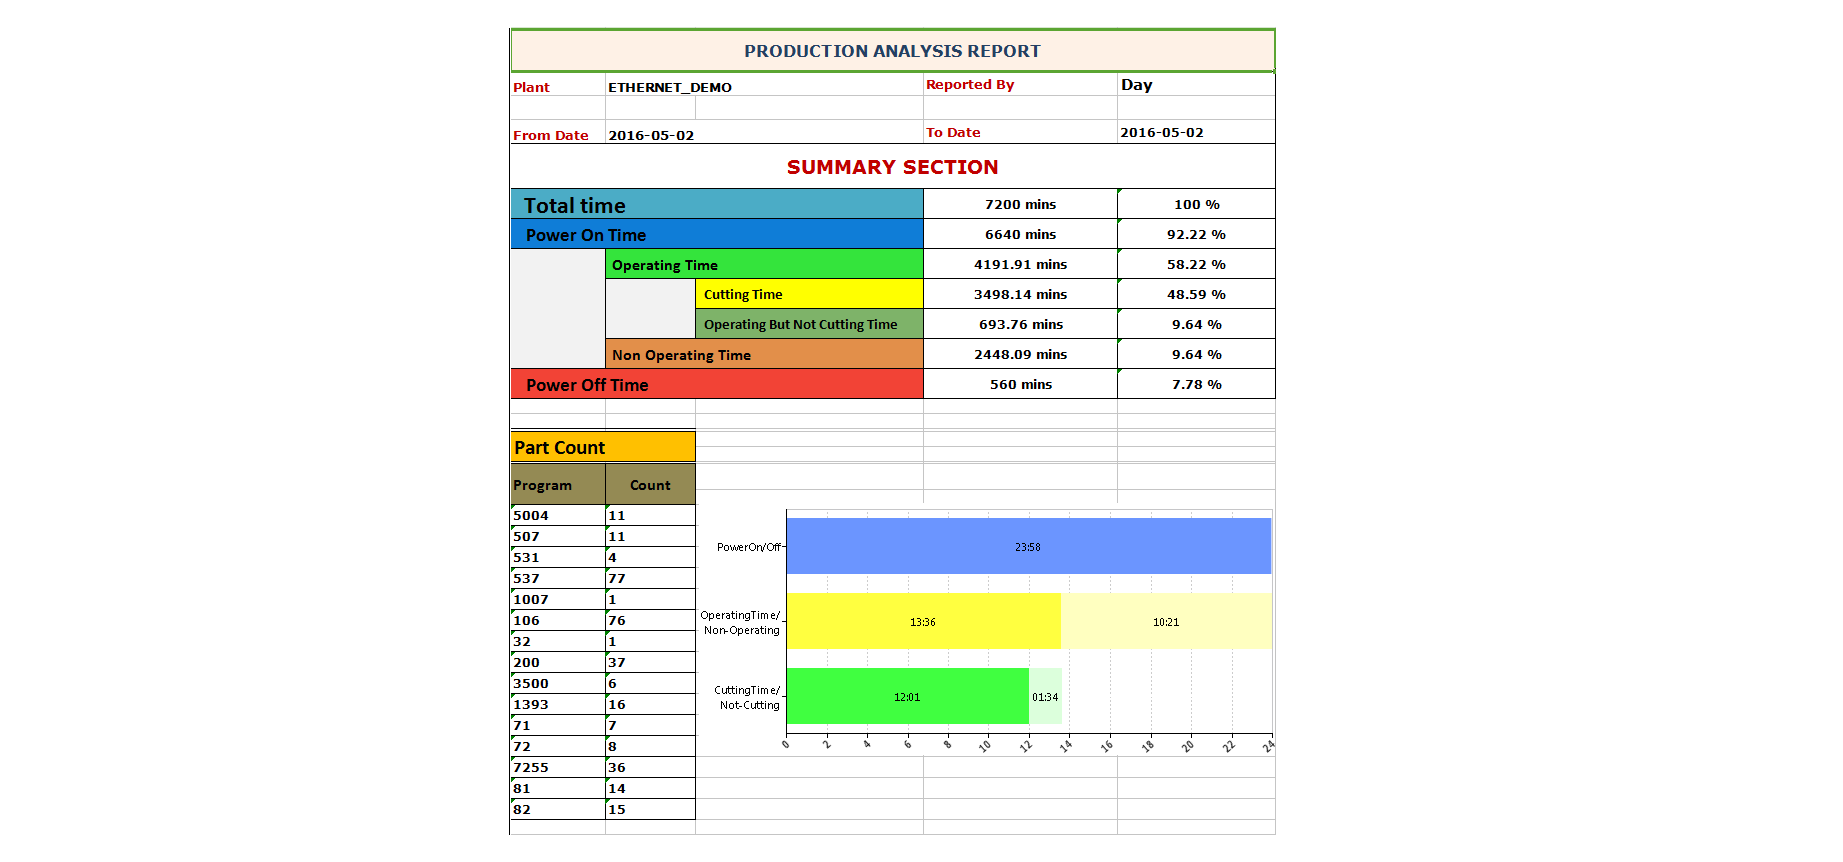 PRODUCTION ANALYSIS REPORT
Plant ETHERNET_DEMO Reported By Day
From Date 2016-05-02 To Date 2016-05-02
SUMMARY SECTION
Total time 7200 mins 100 %
Power On Time 6640 mins 92.22 %
Operating Time 4191.91 mins 58.22 %
Cutting Time 3498.14 mins 48.59 %
Operating But Not Cutting Time 693.76 mins 9.64 %
Non Operating Time 2448.09 mins 9.64 %
Power Off Time 560 mins 7.78 %
Part Count
Program Count
5004 11
507 11
531 4
537 77
1007 1
106 76
32 1
200 37
3500 6
1393 16
71 7
72 8
7255 36
81 14
82 15
PowerOn/Off 23:58
OperatingTime/
Non-Operating 13:36 10:21
CuttingTime/
Not-Cutting 12:01 01:34
0 2 4 6 8 10 12 14 16 18 20 22 24